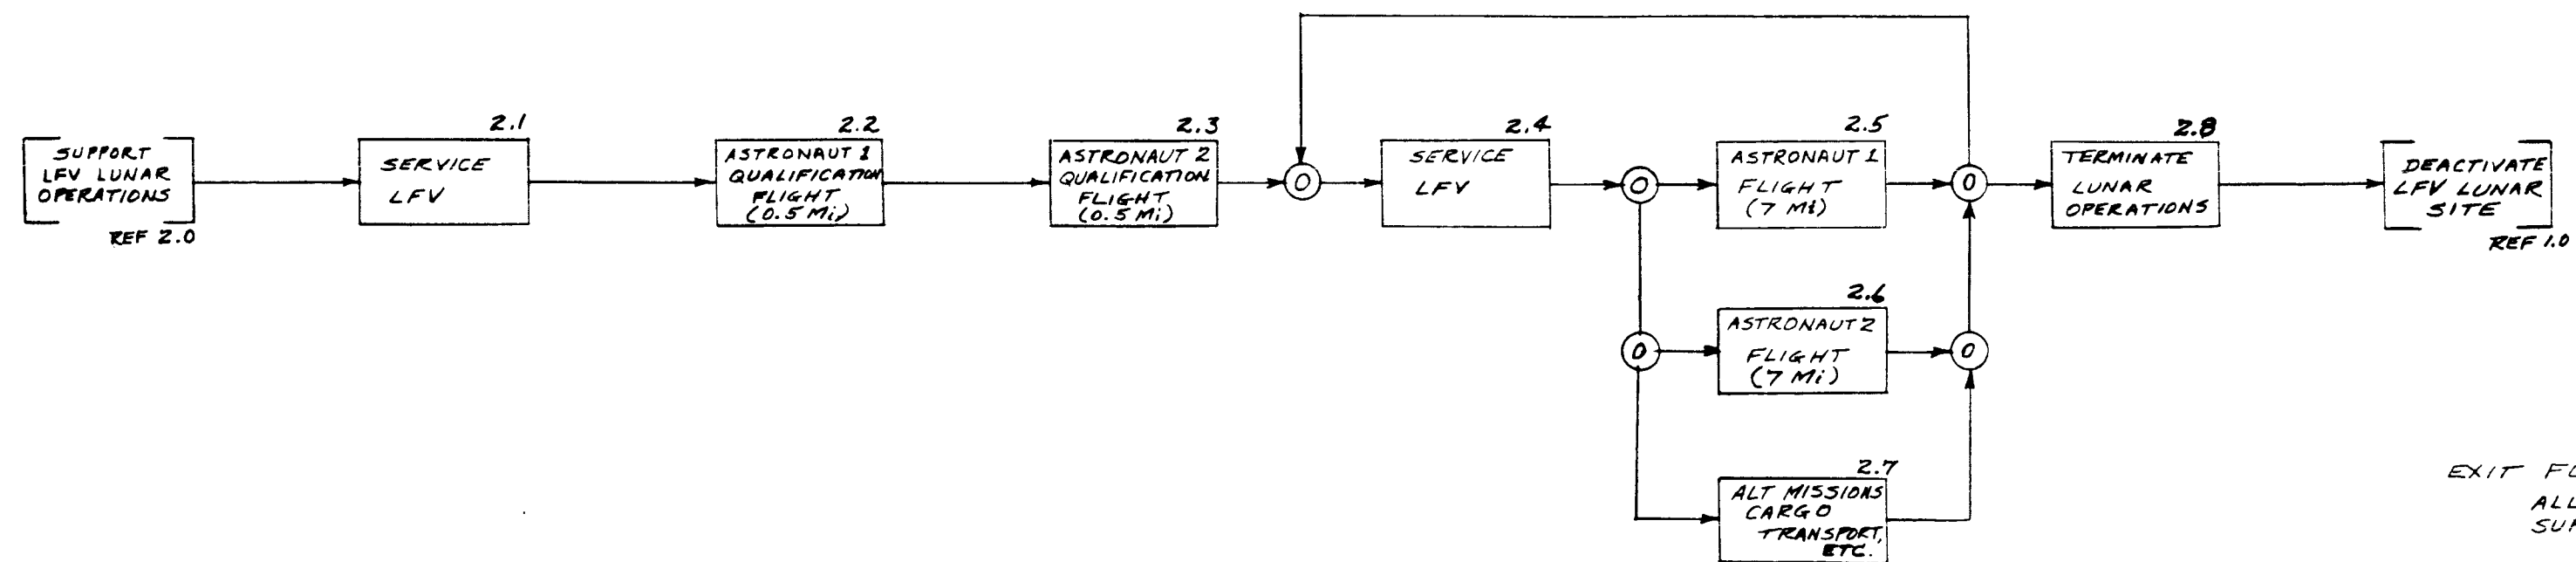 SUPPORT
LFV LUNAR
OPERATIONS
REF 2.0
2.1
SERVICE
LFV
2.2
ASTRONAUT 1
QUALIFICATION
FLIGHT
(0.5 Mi)
2.3
ASTRONAUT 2
QUALIFICATION
FLIGHT
(0.5 Mi)
O
2.4
SERVICE
LFV
O
2.5
ASTRONAUT 1
FLIGHT
(7 Mi)
O
2.8
TERMINATE
LUNAR
OPERATIONS
DEACTIVATE
LFV LUNAR
SITE
REF 1.0
O
2.6
ASTRONAUT 2
FLIGHT
(7 Mi)
O
2.7
ALT MISSIONS
CARGO
TRANSPORT,
ETC.
EXIT
ALL